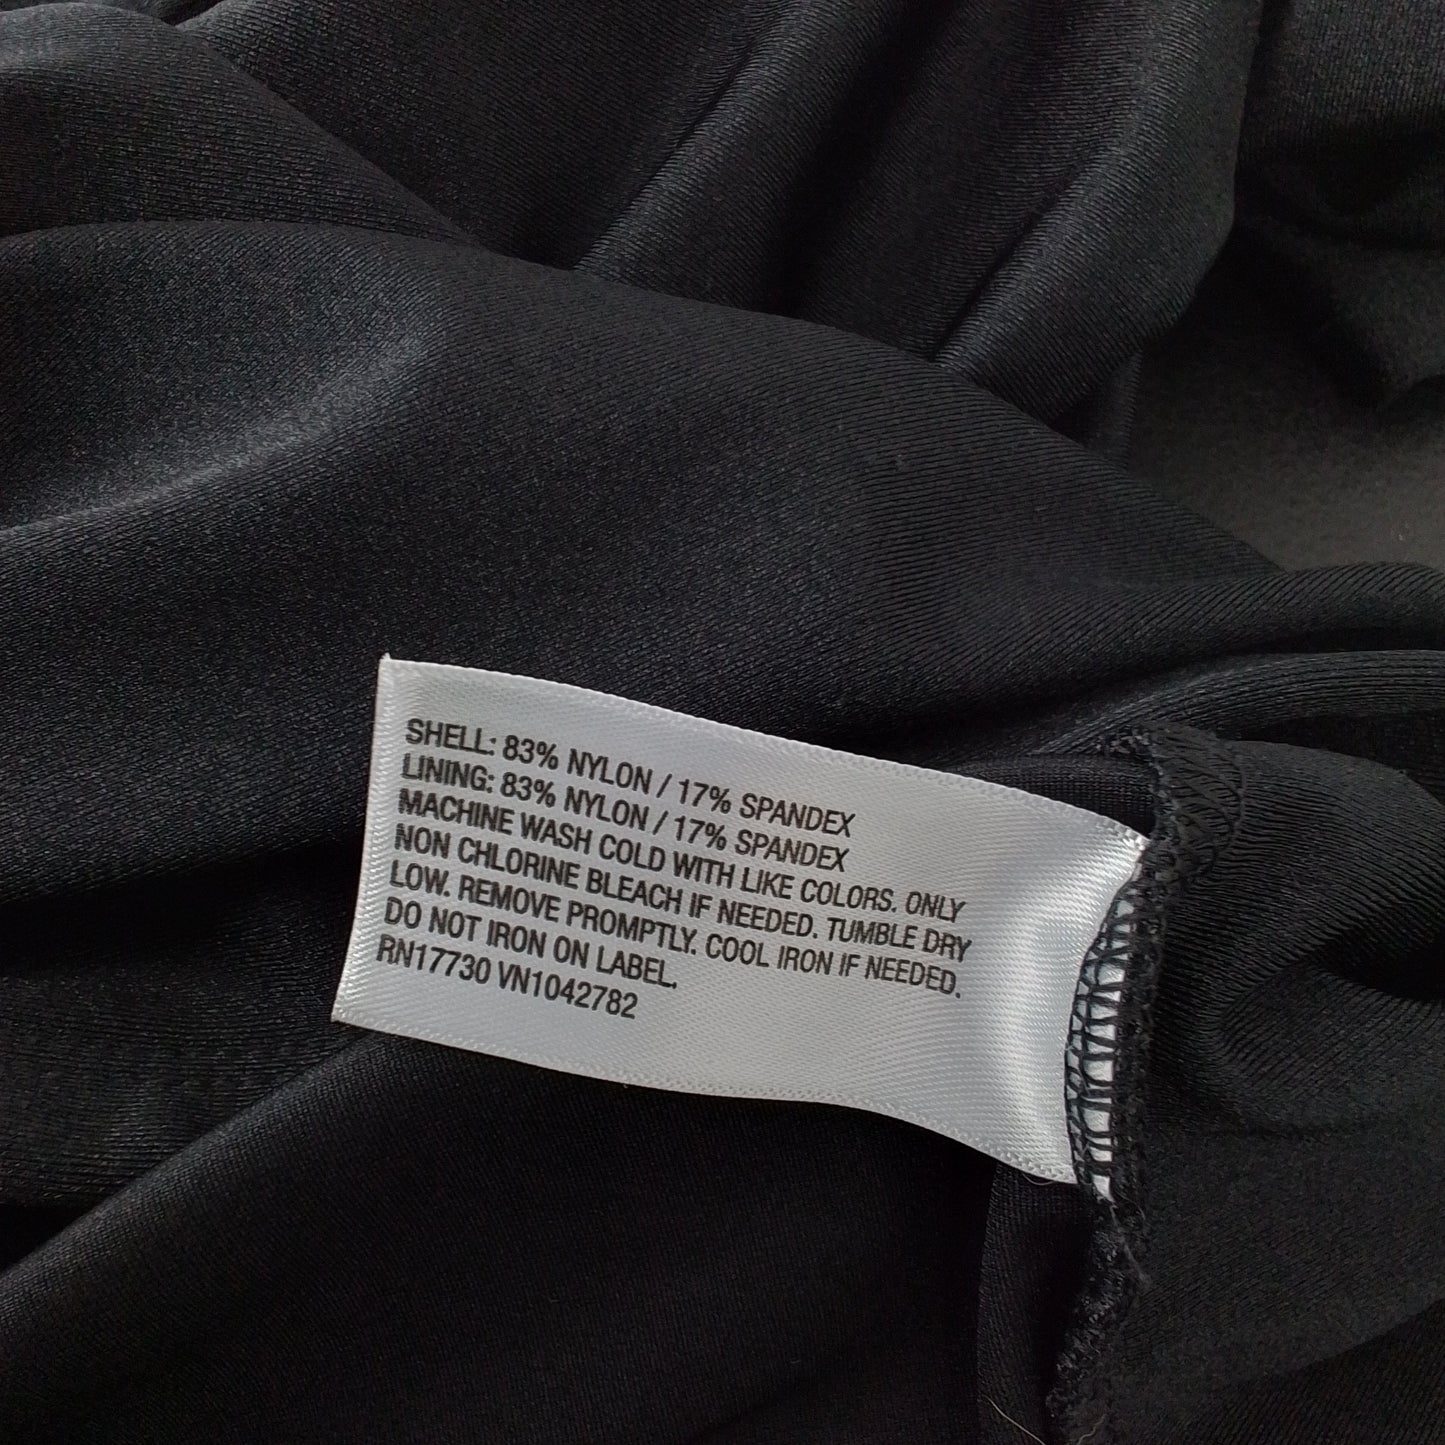 SHELL: 83% NYLON / 17% SPANDEX
LINING: 83% NYLON / 17% SPANDEX
MACHINE WASH COLD WITH LIKE COLORS. ONLY
NON CHLORINE BLEACH IF NEEDED. TUMBLE DRY
LOW. REMOVE PROMPTLY. COOL IRON IF NEEDED.
DO NOT IRON ON LABEL.
RN17730 VN1042782